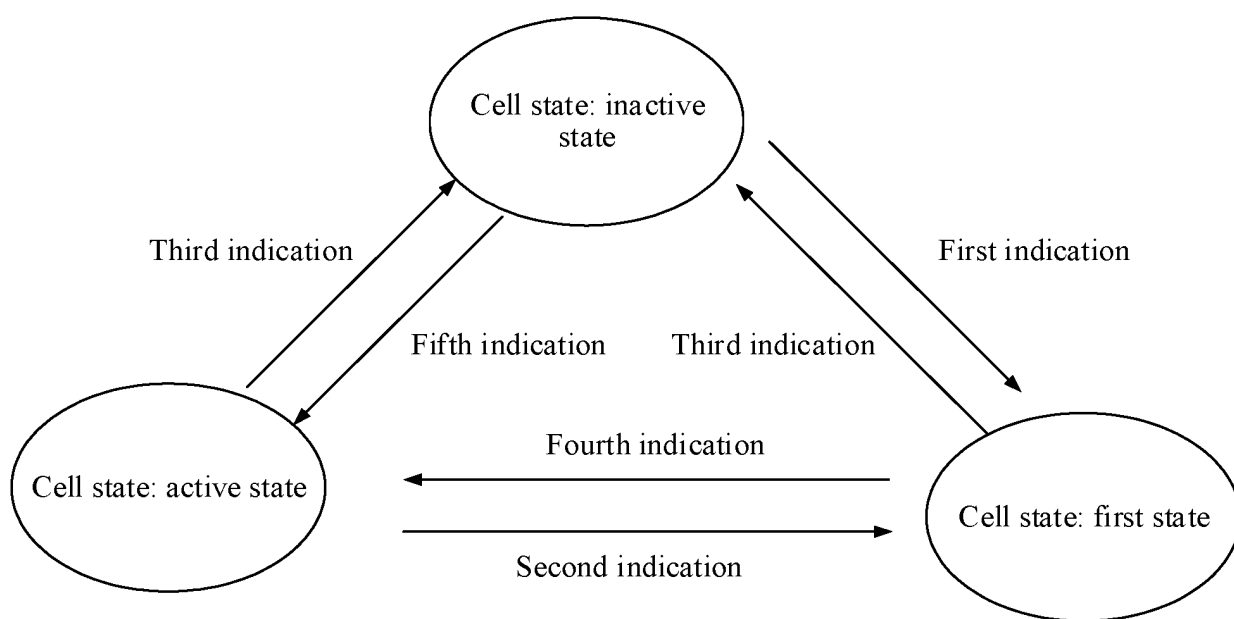 Cell state: inactive
state
Third indication
First indication
Fifth indication
Third indication
Fourth indication
Cell state: active state
Cell state: first state
Second indication